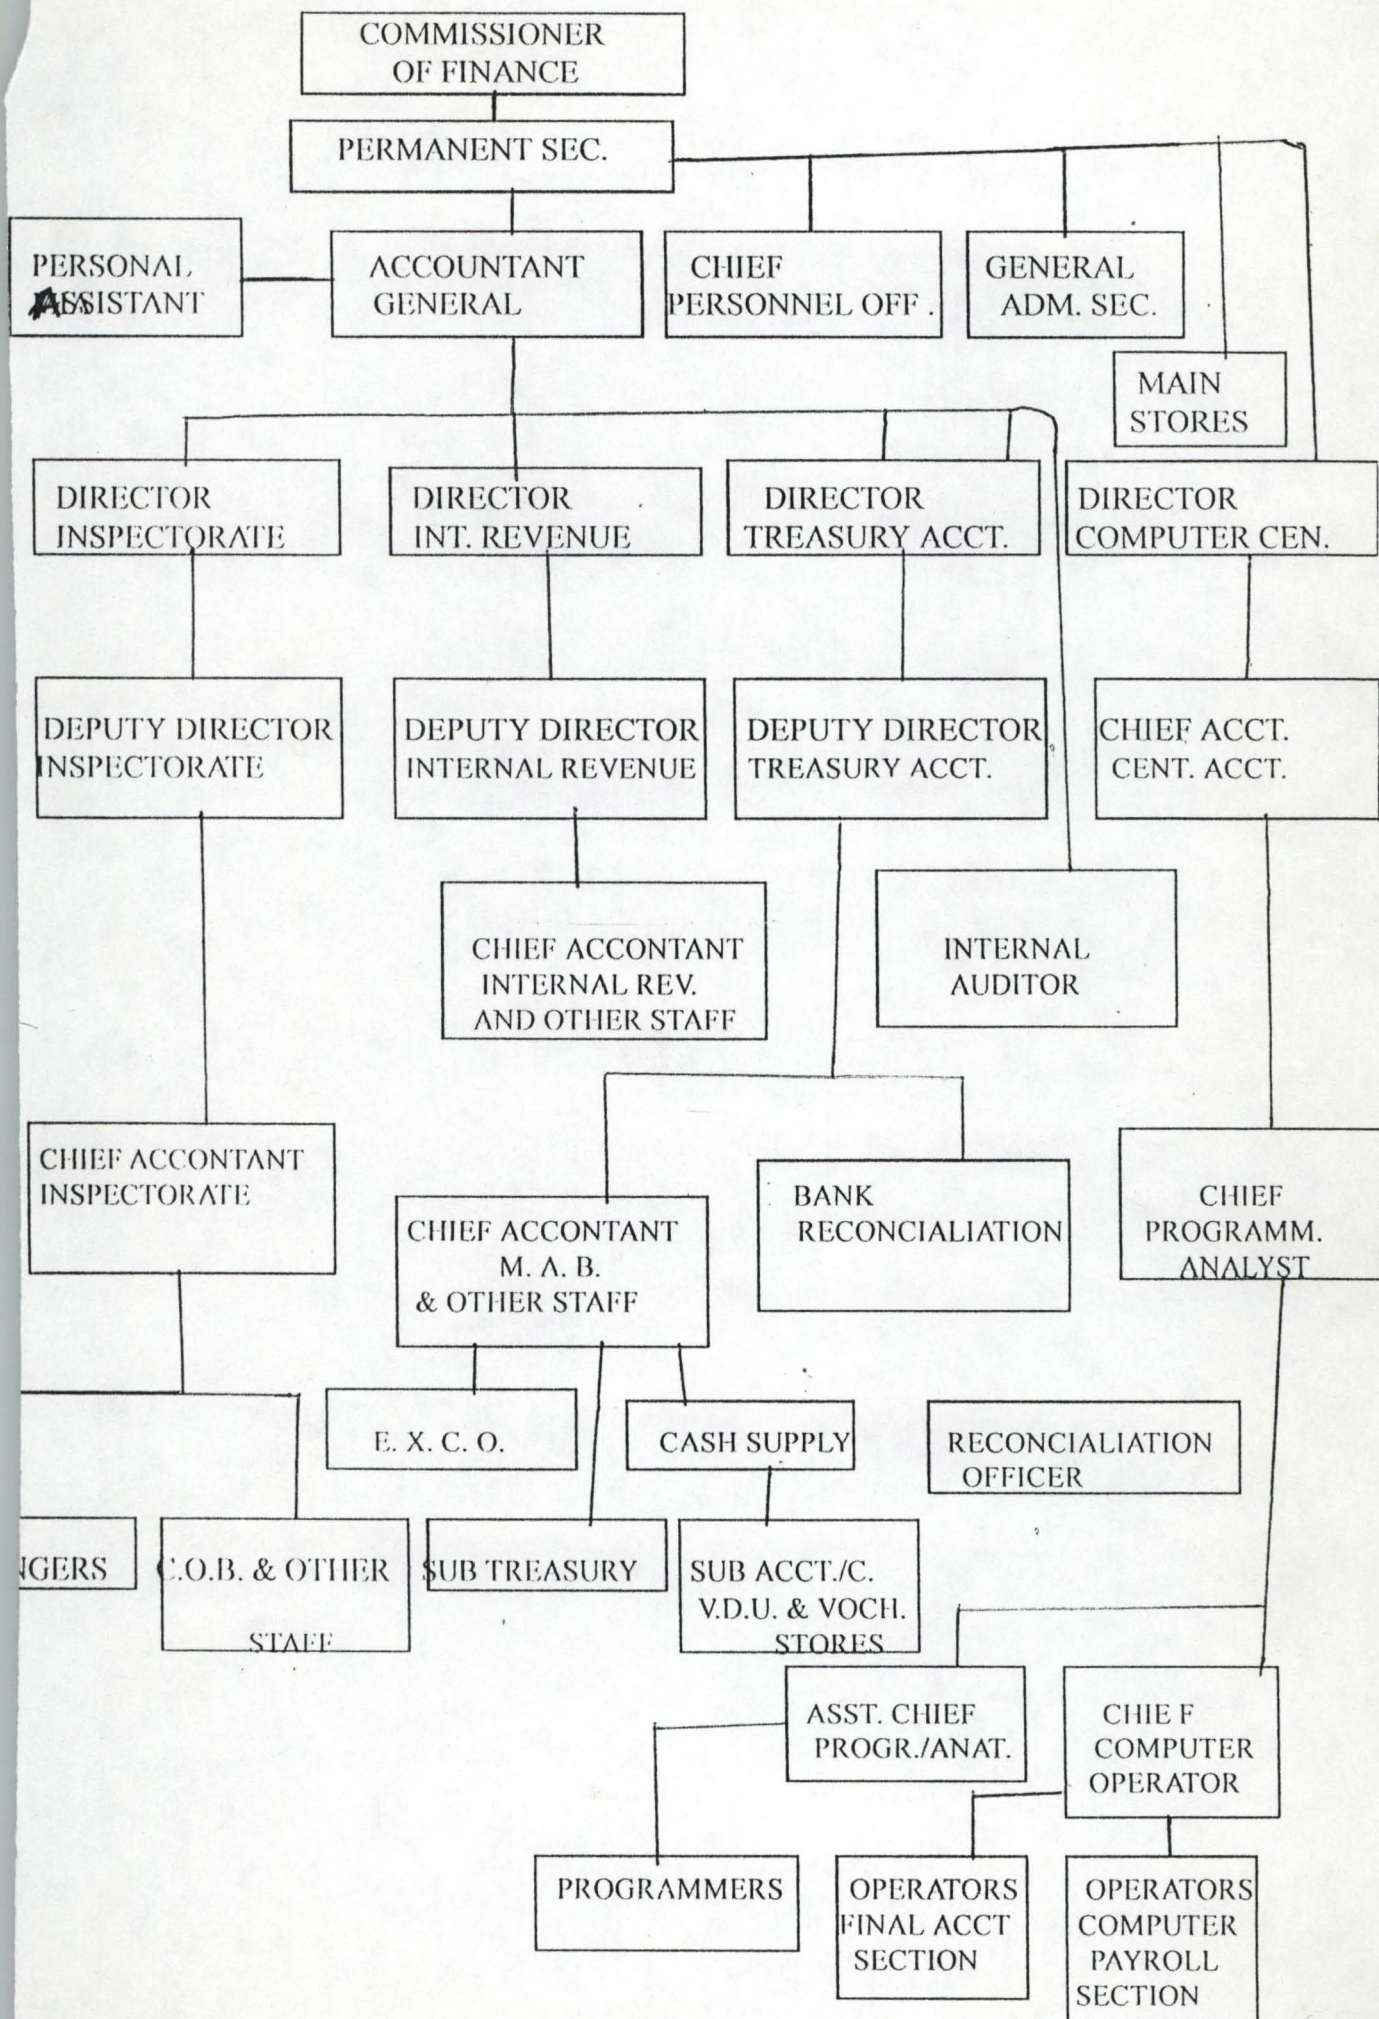 COMMISSIONER
OF FINANCE
PERMANENT SEC.
PERSONAL
ASSISTANT
ACCOUNTANT
GENERAL
CHIEF
PERSONNEL OFF.
GENERAL
ADM. SEC.
MAIN
STORES
DIRECTOR
INSPECTORATE
DIRECTOR
INT. REVENUE
DIRECTOR
TREASURY ACCT.
DIRECTOR
COMPUTER CEN.
DEPUTY DIRECTOR
INSPECTORATE
DEPUTY DIRECTOR
INTERNAL REVENUE
DEPUTY DIRECTOR
TREASURY ACCT.
CHIEF ACCT.
CENT. ACCT.
CHIEF ACCONTANT
INTERNAL REV.
AND OTHER STAFF
INTERNAL
AUDITOR
CHIEF ACCONTANT
INSPECTORATE
CHIEF ACCONTANT
M. A. B.
& OTHER STAFF
BANK
RECONCIALIATION
CHIEF
PROGRAMM.
ANALYST
E. X. C. O.
CASH SUPPLY
RECONCIALIATION
OFFICER
NGERS
C.O.B. & OTHER
STAFF
SUB TREASURY
SUB ACCT./C.
V.D.U. & VOCH.
STORES
ASST. CHIEF
PROGR./ANAT.
CHIE F
COMPUTER
OPERATOR
PROGRAMMERS
OPERATORS
FINAL ACCT
SECTION
OPERATORS
COMPUTER
PAYROLL
SECTION